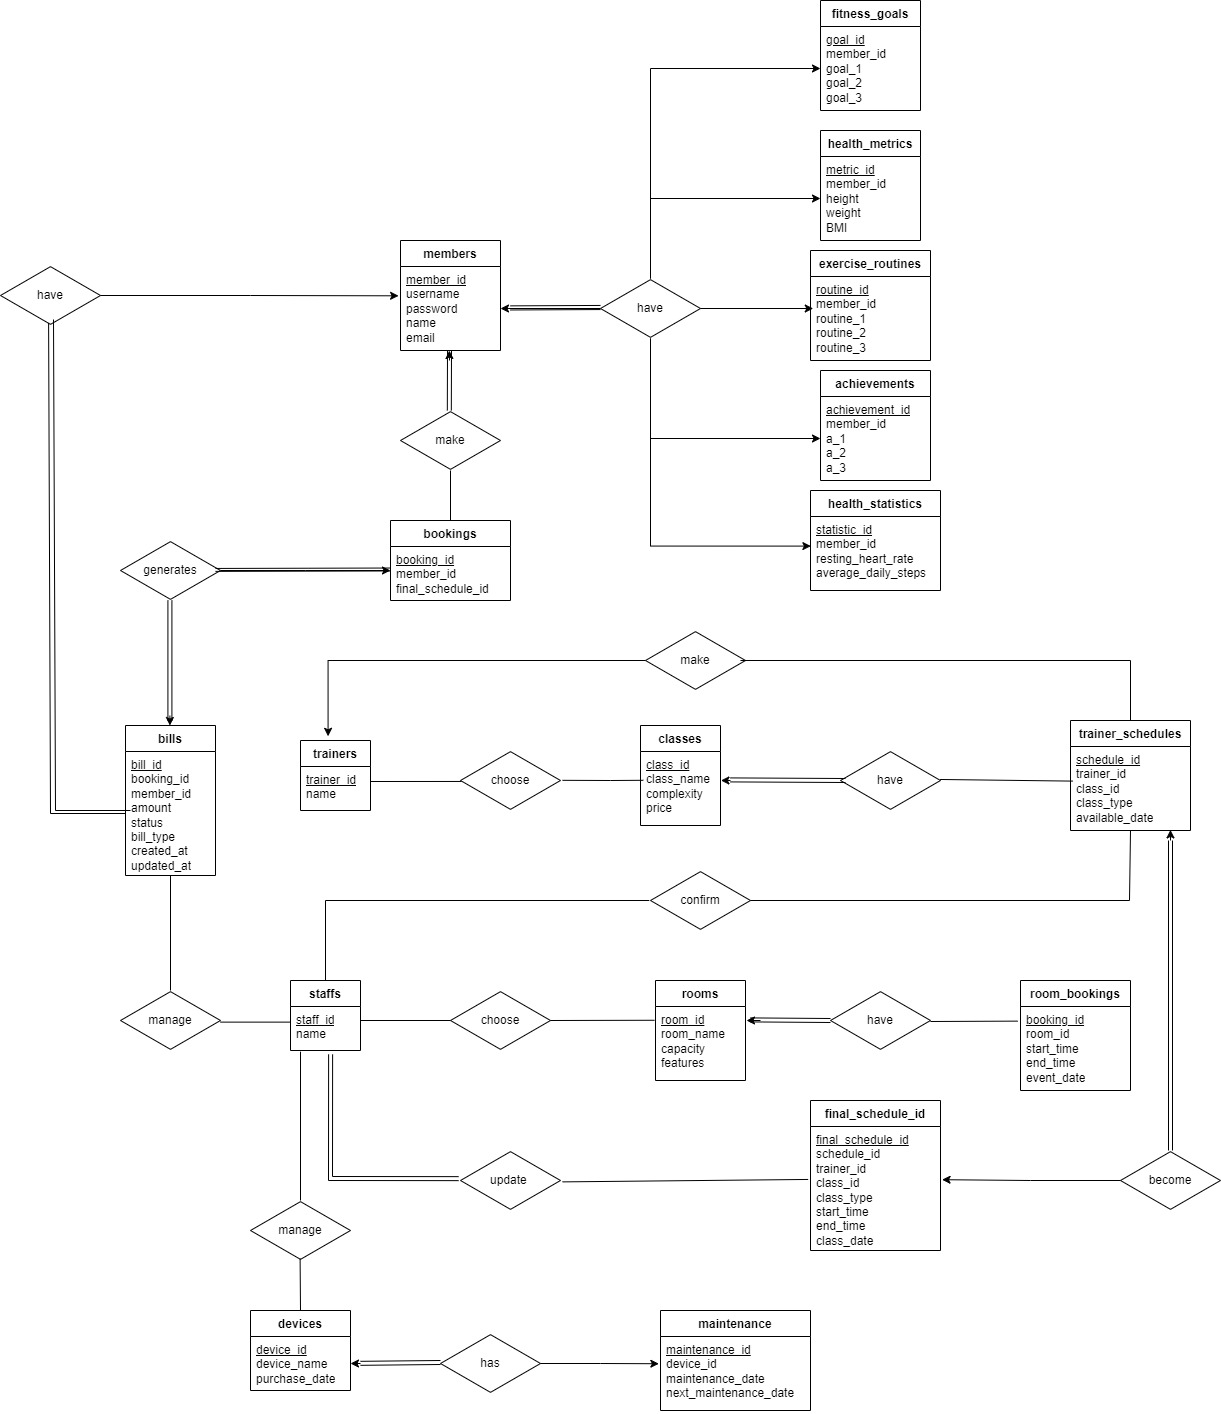 fitness_goals
goal_id
member_id
goal_1
goal_2
goal_3
health_metrics
metric_id
member_id
height
weight
BMI
members
member_id
username
password
name
email
have
have
exercise_routines
routine_id
member_id
routine_1
routine_2
routine_3
achievements
achievement_id
member_id
a_1
a_2
a_3
make
health_statistics
statistic_id
member_id
resting_heart_rate
average_daily_steps
bookings
booking_id
member_id
final_schedule_id
generates
make
bills
bill_id
booking_id
member_id
amount
status
bill_type
created_at
updated_at
trainers
trainer_id
name
choose
classes
class_id
class_name
complexity
price
have
trainer_schedules
schedule_id
trainer_id
class_id
class_type
available_date
confirm
manage
staffs
staff_id
name
choose
rooms
room_id
room_name
capacity
features
have
room_bookings
booking_id
room_id
start_time
end_time
event_date
final_schedule_id
final_schedule_id
schedule_id
trainer_id
class_id
class_type
start_time
end_time
class_date
update
become
manage
devices
device_id
device_name
purchase_date
has
maintenance
maintenance_id
device_id
maintenance_date
next_maintenance_date